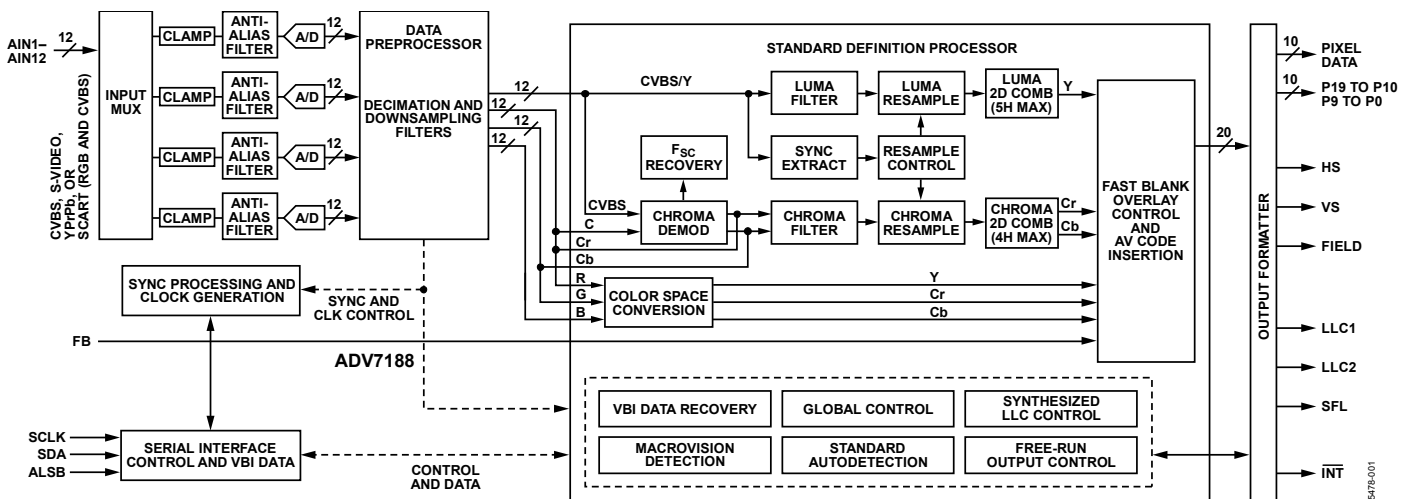 AIN1–
AIN12
12
INPUT
MUX
CVBS, S-VIDEO,
YPrPb, OR
SCART (RGB AND CVBS)
CLAMP
ANTI-
ALIAS
FILTER
A/D
12
CLAMP
ANTI-
ALIAS
FILTER
A/D
12
CLAMP
ANTI-
ALIAS
FILTER
A/D
12
CLAMP
ANTI-
ALIAS
FILTER
A/D
12
DATA
PREPROCESSOR
DECIMATION AND
DOWNSAMPLING
FILTERS
12
12
12
12
STANDARD DEFINITION PROCESSOR
CVBS/Y
LUMA
FILTER
LUMA
RESAMPLE
LUMA
2D COMB
(5H MAX)
Y
FSC
RECOVERY
SYNC
EXTRACT
RESAMPLE
CONTROL
CVBS
C
CHROMA
DEMOD
CHROMA
FILTER
CHROMA
RESAMPLE
CHROMA
2D COMB
(4H MAX)
Cr
Cb
Cr
Cb
R
G
B
COLOR SPACE
CONVERSION
Y
Cr
Cb
FAST BLANK
OVERLAY
CONTROL
AND
AV CODE
INSERTION
20
OUTPUT FORMATTER
10
PIXEL
DATA
10
P19 TO P10
P9 TO P0
HS
VS
FIELD
LLC1
LLC2
SFL
INT
SYNC PROCESSING AND
CLOCK GENERATION
SYNC AND
CLK CONTROL
FB
ADV7188
SCLK
SDA
ALSB
SERIAL INTERFACE
CONTROL AND VBI DATA
CONTROL
AND DATA
VBI DATA RECOVERY
GLOBAL CONTROL
SYNTHESIZED
LLC CONTROL
MACROVISION
DETECTION
STANDARD
AUTODETECTION
FREE-RUN
OUTPUT CONTROL
5478-001